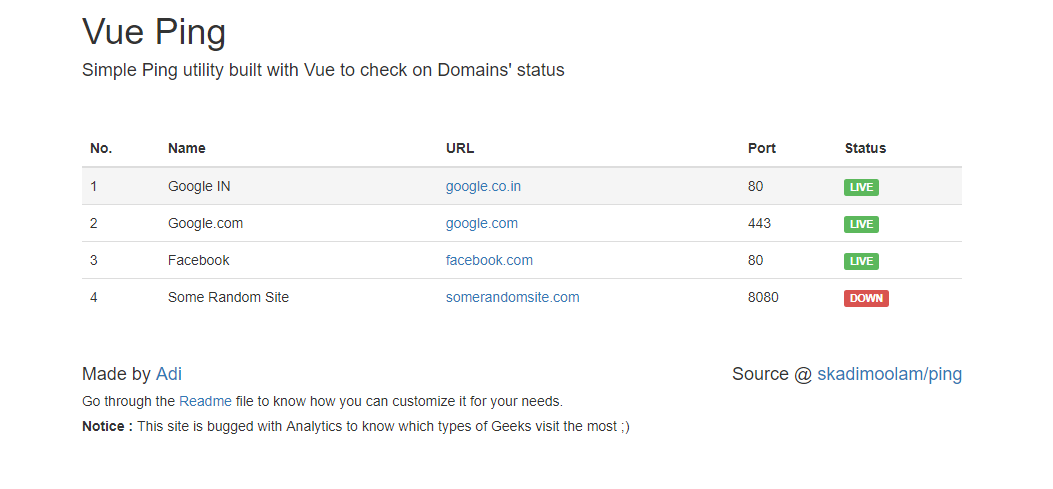 Vue Ping
Simple Ping utility built with Vue to check on Domains' status
No. Name URL Port Status
1 Google IN google.co.in 80 LIVE
2 Google.com google.com 443 LIVE
3 Facebook facebook.com 80 LIVE
4 Some Random Site somerandomsite.com 8080 DOWN
Made by Adi Source @ skadimoolam/ping
Go through the Readme file to know how you can customize it for your needs.
Notice : This site is bugged with Analytics to know which types of Geeks visit the most ;)